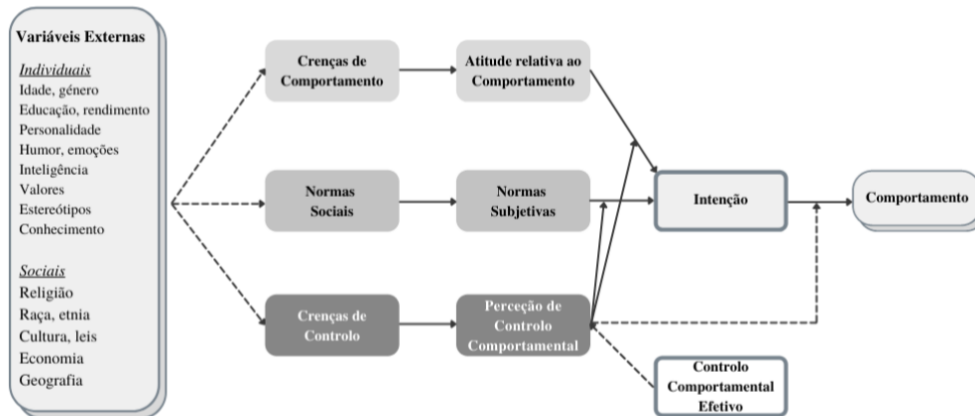 Variáveis Externas
Individuais
Idade, género
Educação, rendimento
Personalidade
Humor, emoções
Inteligência
Valores
Estereótipos
Conhecimento
Sociais
Religião
Raça, etnia
Cultura, leis
Economia
Geografia
Crenças de
Comportamento
Atitude relativa ao
Comportamento
Normas
Sociais
Normas
Subjetivas
Intenção
Comportamento
Crenças de
Controlo
Perceção de
Controlo
Comportamental
Controlo
Comportamental
Efetivo